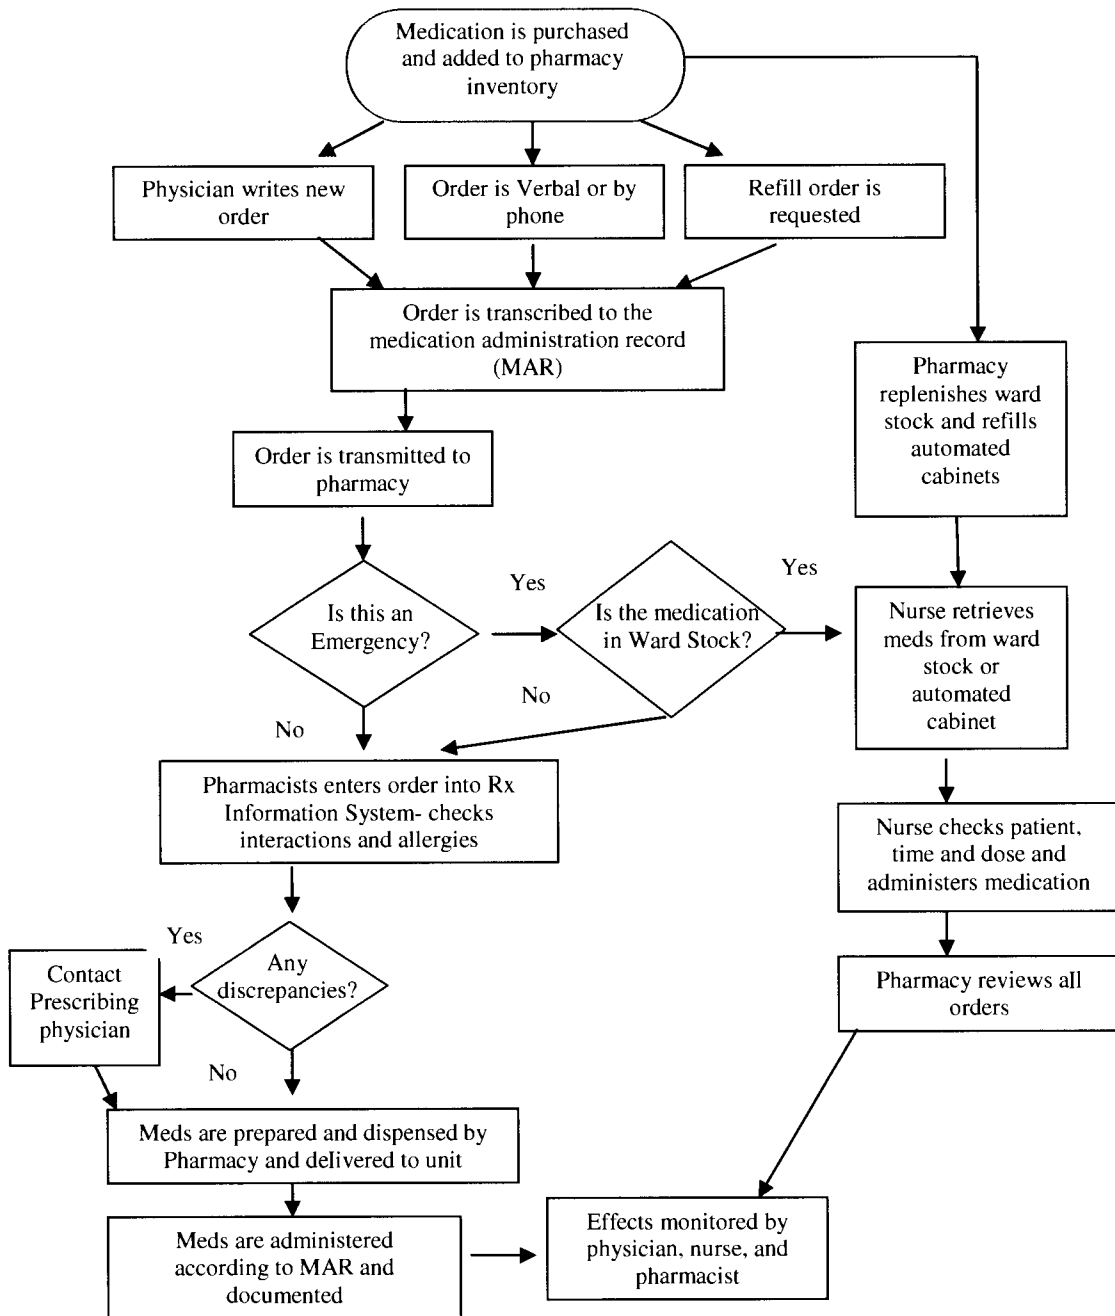 Medication is purchased
and added to pharmacy
inventory
Physician writes new
order
Order is Verbal or by
phone
Refill order is
requested
Order is transcribed to the
medication administration record
(MAR)
Pharmacy
replenishes ward
stock and refills
automated
cabinets
Order is transmitted to
pharmacy
Is this an
Emergency?
Yes
Is the medication
in Ward Stock?
Yes
Nurse retrieves
meds from ward
stock or
automated
cabinet
No
No
Pharmacists enters order into Rx
Information System- checks
interactions and allergies
Nurse checks patient,
time and dose and
administers medication
Any
discrepancies?
Yes
Contact
Prescribing
physician
No
Pharmacy reviews all
orders
Meds are prepared and dispensed by
Pharmacy and delivered to unit
Meds are administered
according to MAR and
documented
Effects monitored by
physician, nurse, and
pharmacist